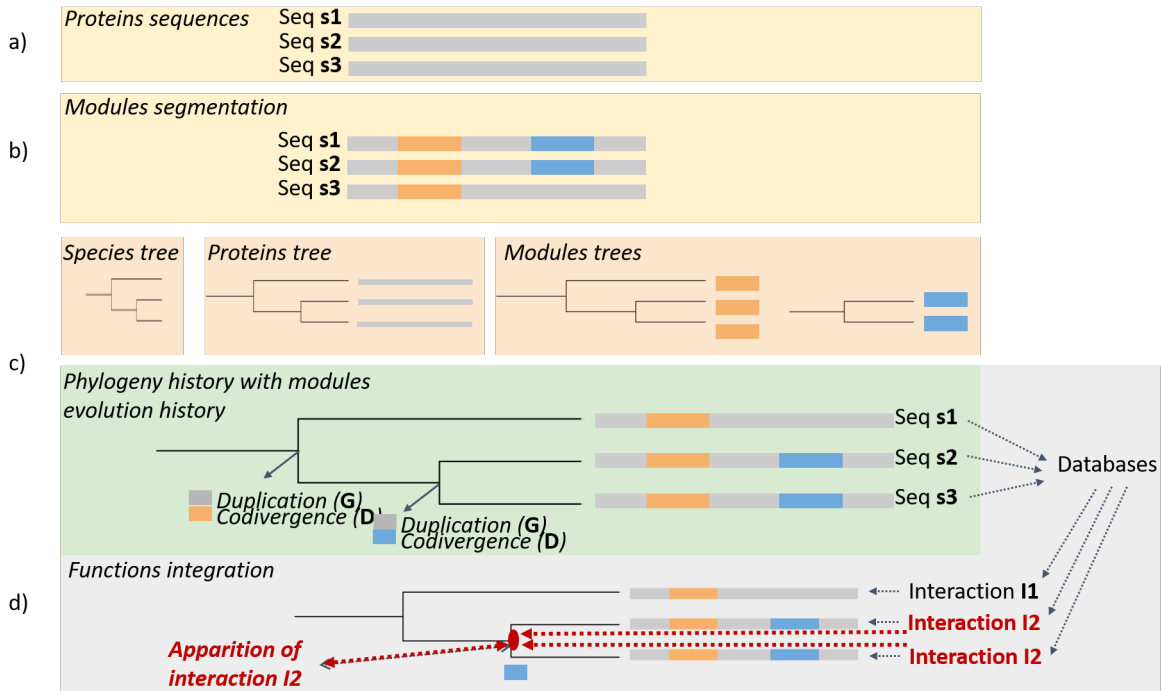 a)
Proteins sequences
Seq s1
Seq s2
Seq s3
b)
Modules segmentation
Seq s1
Seq s2
Seq s3
c)
Species tree
Proteins tree
Modules trees
Phylogeny history with modules
evolution history
Seq s1
Seq s2
Seq s3
Databases
Duplication (G)
Codivergence (D)
Duplication (G)
Codivergence (D)
d)
Functions integration
Interaction I1
Interaction I2
Interaction I2
Apparition of
interaction I2